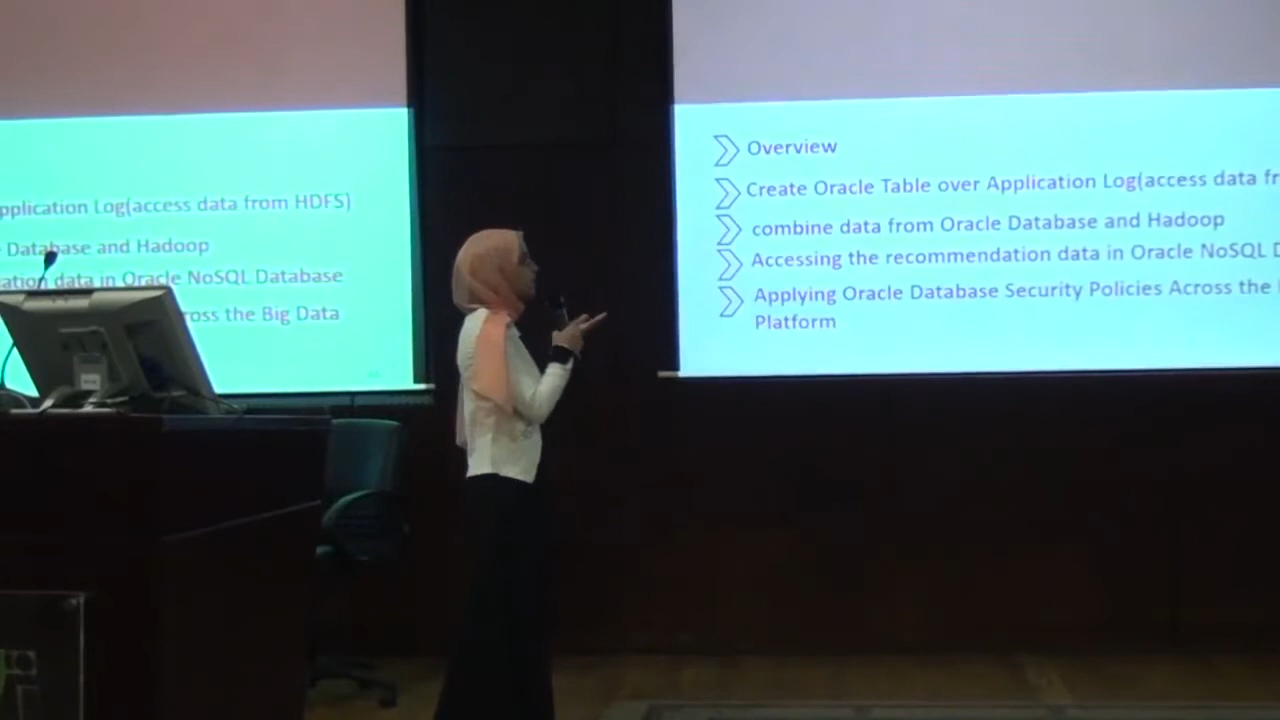 pplication Log(access data from HDFS)
Database and Hadoop
ation data in Oracle NoSQL Database
ross the Big Data
Overview
Create Oracle Table over Application Log(access data fr
combine data from Oracle Database and Hadoop
Accessing the recommendation data in Oracle NoSQL D
Applying Oracle Database Security Policies Across the
Platform